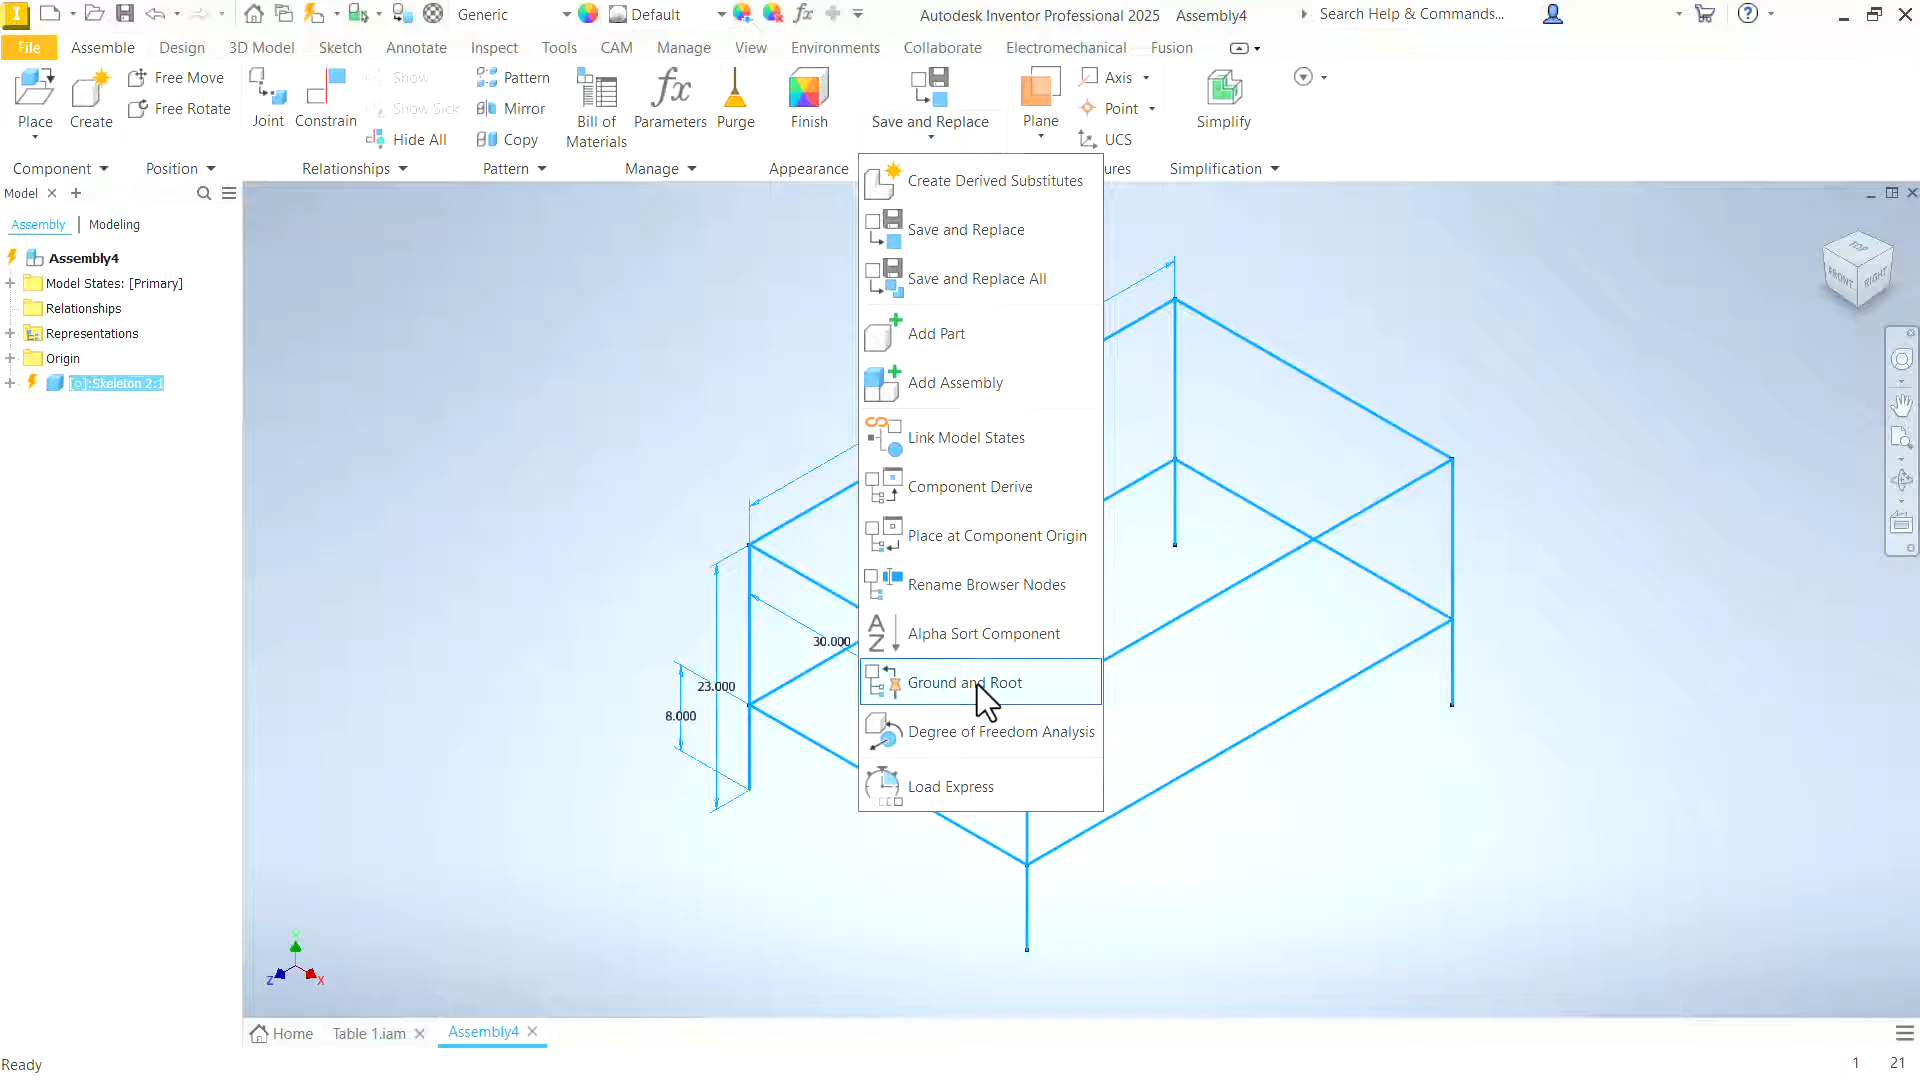 Generic
Default
Autodesk Inventor Professional 2025 Assembly4
Search Help & Commands...
File
Assemble
Design
3D Model
Sketch
Annotate
Inspect
Tools
CAM
Manage
View
Environments
Collaborate
Electromechanical
Fusion
Place
Create
Free Move
Free Rotate
Joint
Constrain
Show
Show Sick
Hide All
Pattern
Mirror
Copy
Bill of
Materials
Parameters
Purge
Finish
Save and Replace
Plane
Axis
Point
UCS
Simplify
Component
Position
Relationships
Pattern
Manage
Appearance
ures
Simplification
Model
Assembly
Modeling
Assembly4
Model States: [Primary]
Relationships
Representations
Origin
[o]:Skeleton 2:1
Create Derived Substitutes
Save and Replace
Save and Replace All
Add Part
Add Assembly
Link Model States
Component Derive
Place at Component Origin
Rename Browser Nodes
Alpha Sort Component
Ground and Root
Degree of Freedom Analysis
Load Express
TOP
FRONT
RIGHT
30.000
23.000
8.000
Y
Z
X
Home
Table 1.iam
Assembly4
Ready
1 21